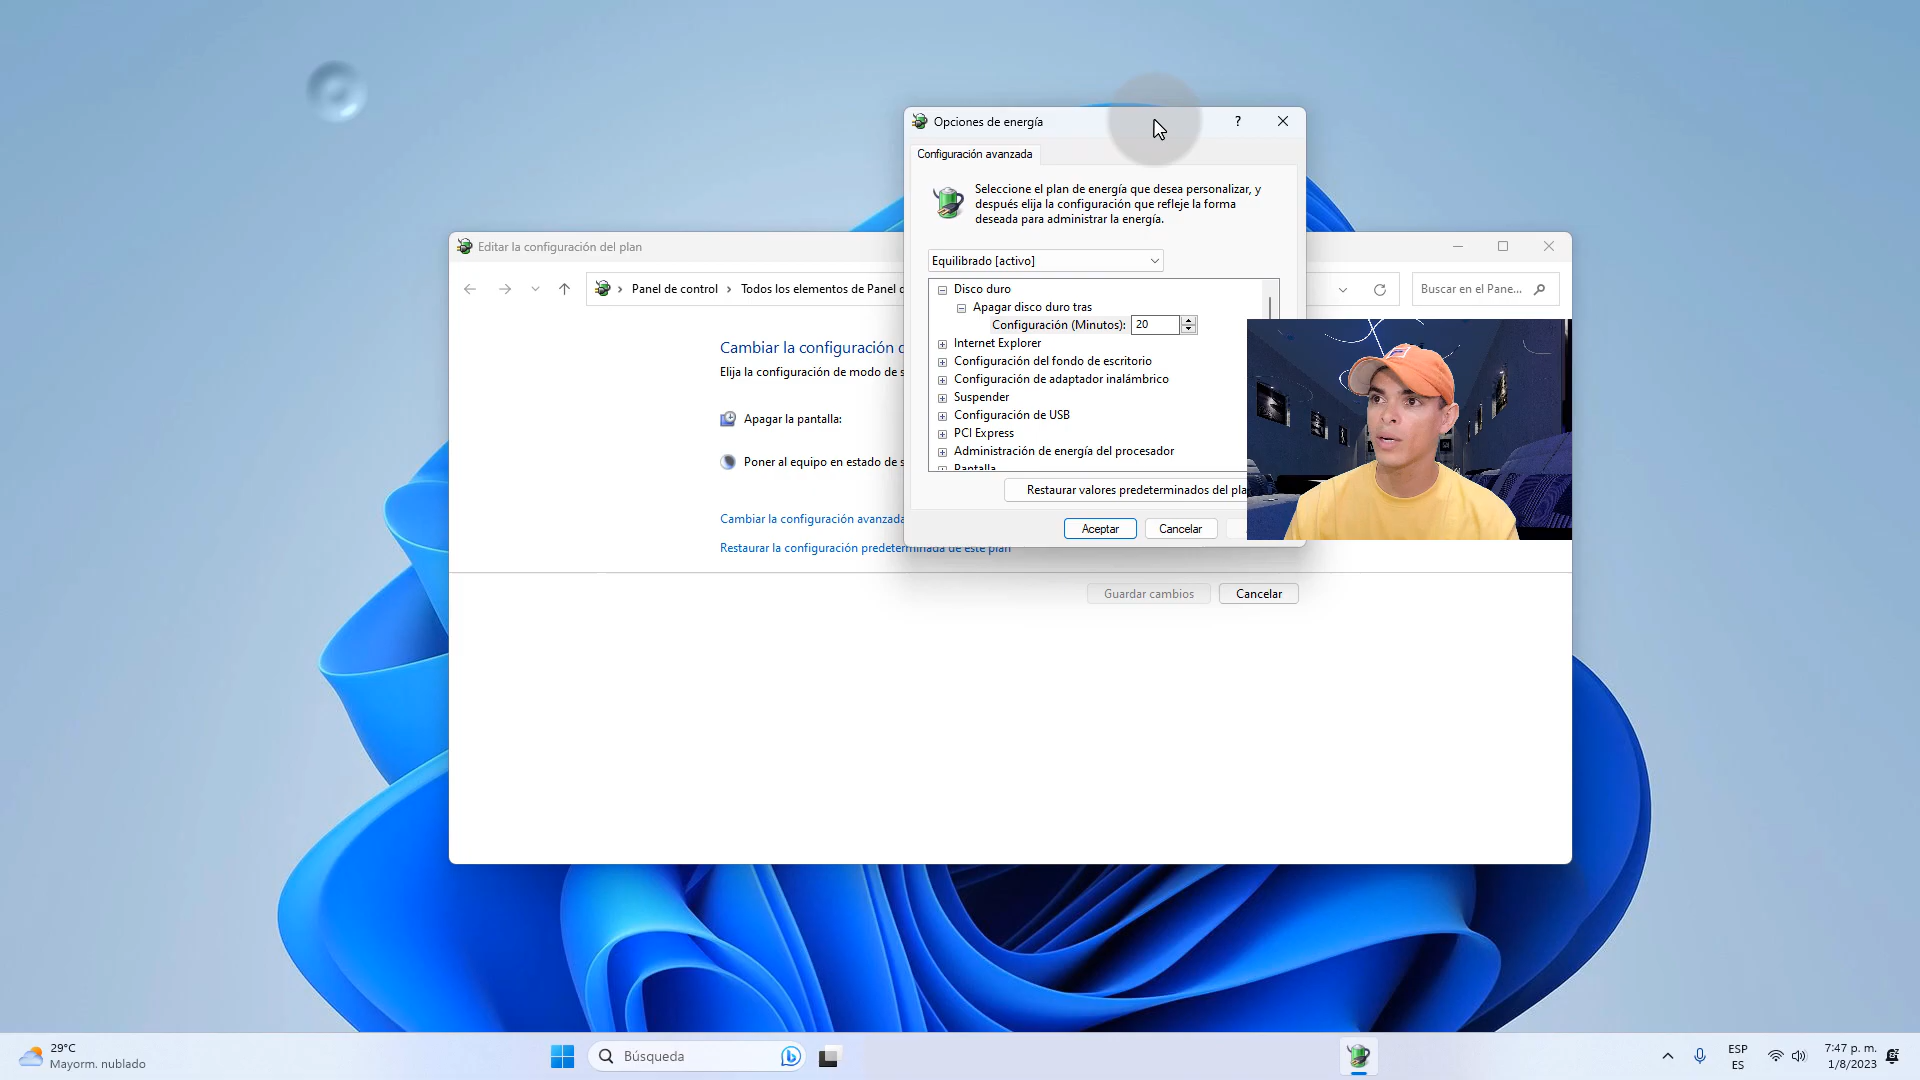 Opciones de energía
?
Configuración avanzada
Seleccione el plan de energía que desea personalizar, y
después elija la configuración que refleje la forma
deseada para administrar la energía.
Equilibrado [activo]
Disco duro
Apagar disco duro tras
Configuración (Minutos): 20
Internet Explorer
Configuración del fondo de escritorio
Configuración de adaptador inalámbrico
Suspender
Configuración de USB
PCI Express
Administración de energía del procesador
Pantalla
Restaurar valores predeterminados del pla
Aceptar
Cancelar
Editar la configuración del plan
Panel de control
Todos los elementos de Panel d
Buscar en el Pane...
Cambiar la configuración d
Elija la configuración de modo de s
Apagar la pantalla:
Poner al equipo en estado de s
Cambiar la configuración avanzada
Restaurar la configuración predeterminada de este plan
Guardar cambios
Cancelar
29°C
Mayorm. nublado
Búsqueda
ESP
ES
7:47 p. m.
1/8/2023